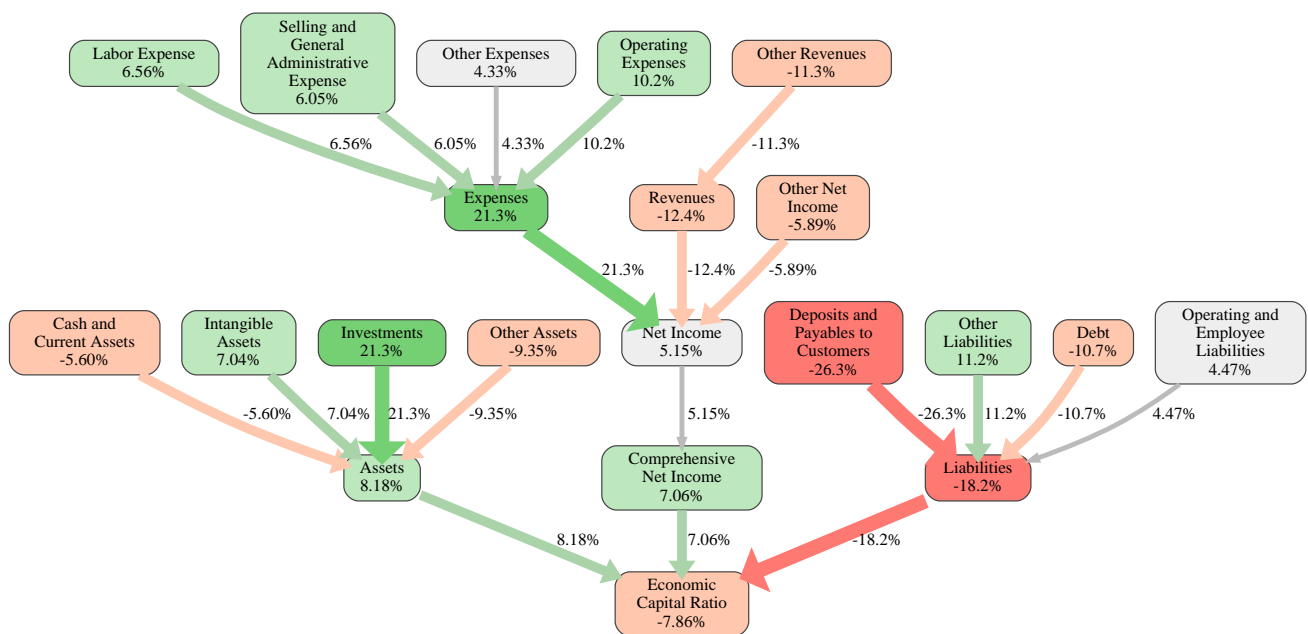 Labor Expense
6.56%
Selling and
General
Administrative
Expense
6.05%
Other Expenses
4.33%
Operating
Expenses
10.2%
Other Revenues
-11.3%
6.56%
6.05%
4.33%
10.2%
-11.3%
Expenses
21.3%
Revenues
-12.4%
Other Net
Income
-5.89%
21.3%
-12.4%
-5.89%
Cash and
Current Assets
-5.60%
Intangible
Assets
7.04%
Investments
21.3%
Other Assets
-9.35%
Net Income
5.15%
Deposits and
Payables to
Customers
-26.3%
Other
Liabilities
11.2%
Debt
-10.7%
Operating and
Employee
Liabilities
4.47%
-5.60%
7.04%
21.3%
-9.35%
5.15%
-26.3%
11.2%
-10.7%
4.47%
Assets
8.18%
Comprehensive
Net Income
7.06%
Liabilities
-18.2%
8.18%
7.06%
-18.2%
Economic
Capital Ratio
-7.86%